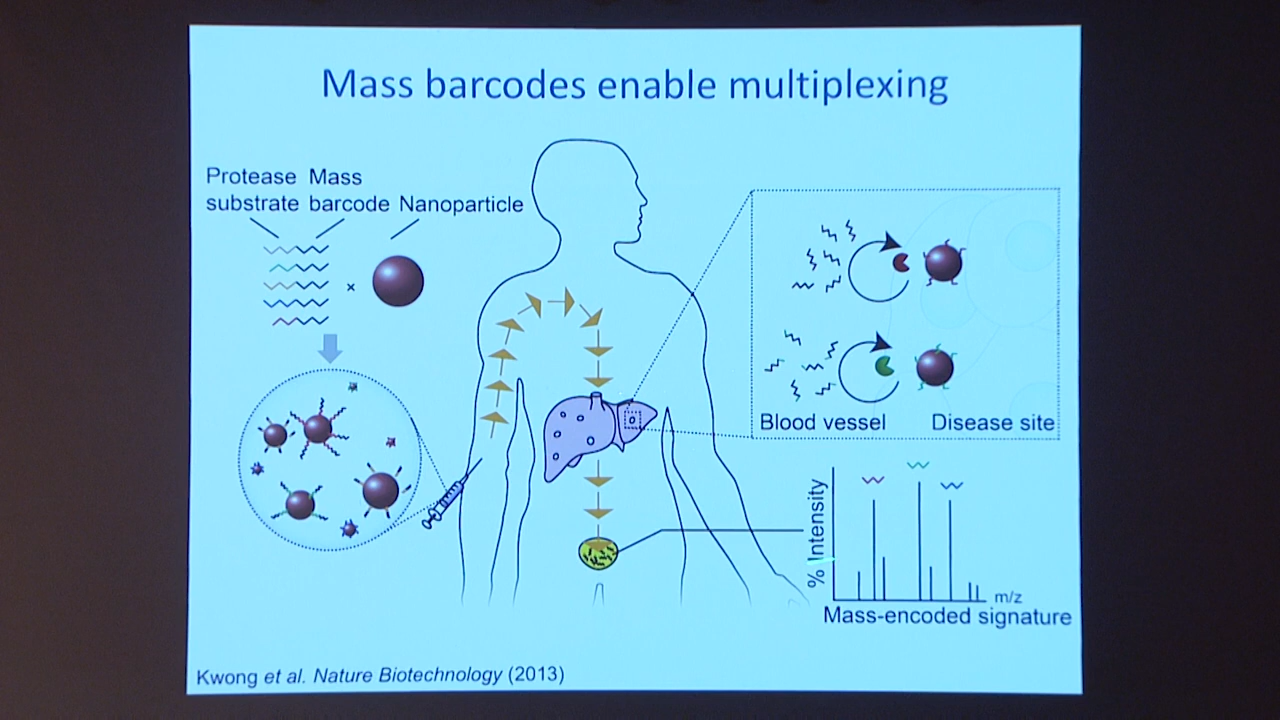 Mass barcodes enable multiplexing
Protease Mass
substrate barcode Nanoparticle
x
Blood vessel Disease site
% Intensity
m/z
Mass-encoded signature
Kwong et al. Nature Biotechnology (2013)